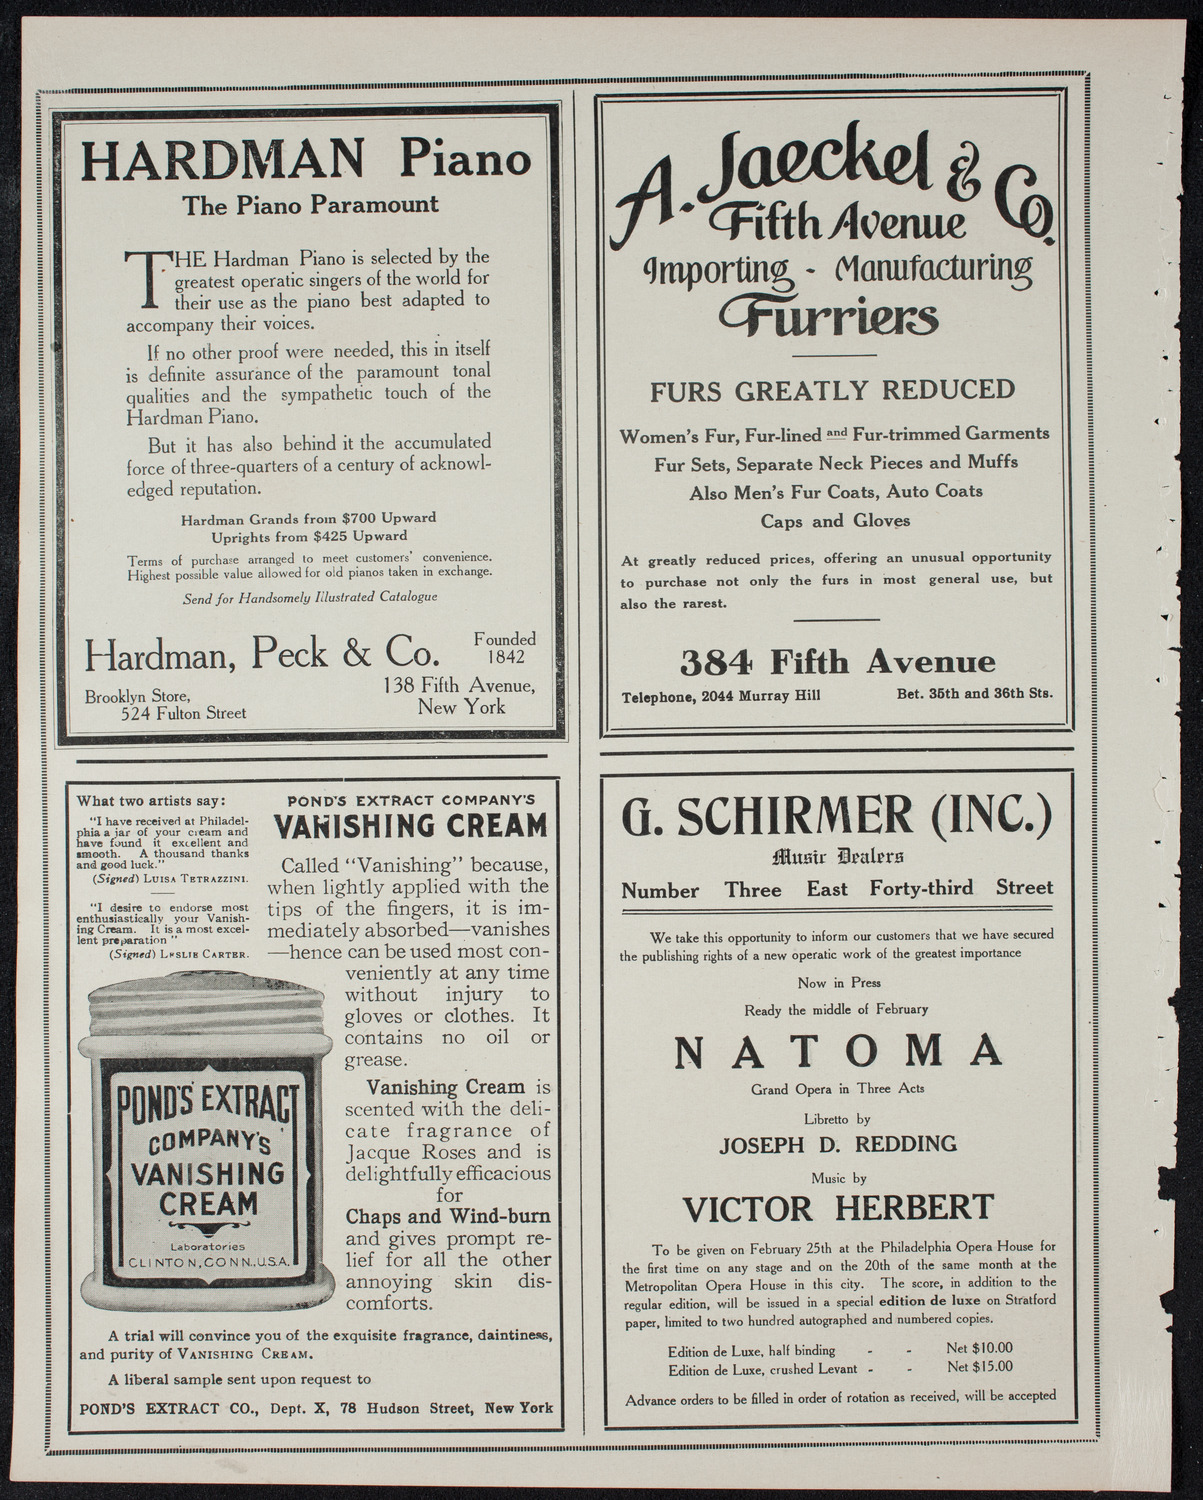 HARDMAN Piano
The Piano Paramount
THE Hardman Piano is selected by the
greatest operatic singers of the world for
their use as the piano best adapted to
accompany their voices.
If no other proof were needed, this in itself
is definite assurance of the paramount tonal
qualities and the sympathetic touch of the
Hardman Piano.
But it has also behind it the accumulated
force of three-quarters of a century of acknowl-
edged reputation.
Hardman Grands from $700 Upward
Uprights from $425 Upward
Terms of purchase arranged to meet customers' convenience.
Highest possible value allowed for old pianos taken in exchange.
Send for Handsomely Illustrated Catalogue
Hardman, Peck & Co.
Founded
1842
Brooklyn Store,
524 Fulton Street
138 Fifth Avenue,
New York
A. Jaeckel & Co.
Fifth Avenue
Importing - Manufacturing
Furriers
FURS GREATLY REDUCED
Women's Fur, Fur-lined and Fur-trimmed Garments
Fur Sets, Separate Neck Pieces and Muffs
Also Men's Fur Coats, Auto Coats
Caps and Gloves
At greatly reduced prices, offering an unusual opportunity
to purchase not only the furs in most general use, but
also the rarest.
384 Fifth Avenue
Telephone, 2044 Murray Hill Bet. 35th and 36th Sts.
What two artists say:
"I have received at Philadel-
phia a jar of your cream and
have found it excellent and
smooth. A thousand thanks
and good luck."
(Signed) LUISA TETRAZZINI.
"I desire to endorse most
enthusiastically your Vanish-
ing Cream. It is a most excel-
lent preparation"
(Signed) LESLIE CARTER.
POND'S EXTRACT COMPANY'S
VANISHING CREAM
Called "Vanishing" because,
when lightly applied with the
tips of the fingers, it is im-
mediately absorbed—vanishes
—hence can be used most con-
veniently at any time
without injury to
gloves or clothes. It
contains no oil or
grease.
Vanishing Cream is
scented with the deli-
cate fragrance of
Jacque Roses and is
delightfully efficacious
for
Chaps and Wind-burn
and gives prompt re-
lief for all the other
annoying skin dis-
comforts.
POND'S EXTRACT
COMPANY'S
VANISHING
CREAM
Laboratories
CLINTON, CONN., U.S.A.
A trial will convince you of the exquisite fragrance, daintiness,
and purity of VANISHING CREAM.
A liberal sample sent upon request to
POND'S EXTRACT CO., Dept. X, 78 Hudson Street, New York
G. SCHIRMER (INC.)
Music Dealers
Number Three East Forty-third Street
We take this opportunity to inform our customers that we have secured
the publishing rights of a new operatic work of the greatest importance
Now in Press
Ready the middle of February
NATOMA
Grand Opera in Three Acts
Libretto by
JOSEPH D. REDDING
Music by
VICTOR HERBERT
To be given on February 25th at the Philadelphia Opera House for
the first time on any stage and on the 20th of the same month at the
Metropolitan Opera House in this city. The score, in addition to the
regular edition, will be issued in a special edition de luxe on Stratford
paper, limited to two hundred autographed and numbered copies.
Edition de Luxe, half binding - - Net $10.00
Edition de Luxe, crushed Levant - - Net $15.00
Advance orders to be filled in order of rotation as received, will be accepted